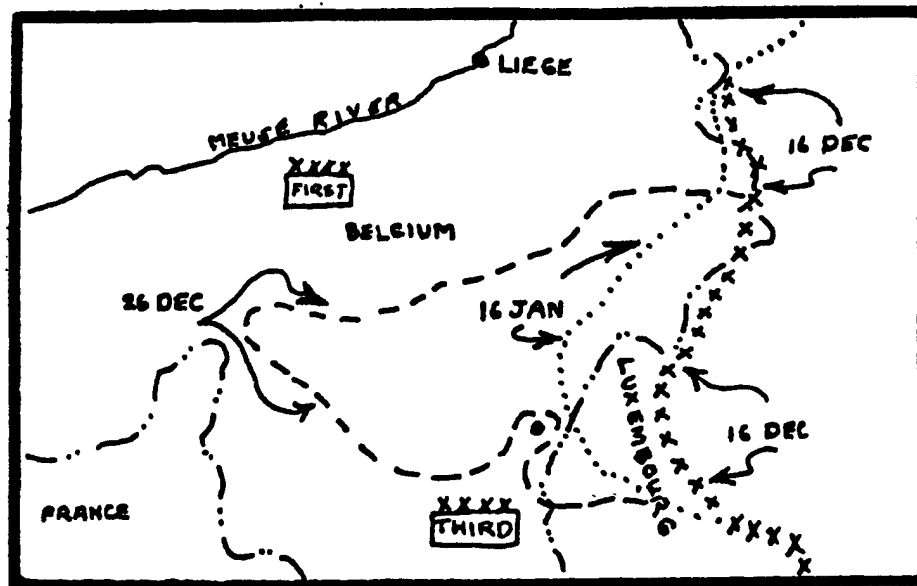 LIEGE
MEUSE RIVER
16 DEC
XXXX
FIRST
BELGIUM
26 DEC
16 JAN
LUXEMBOURG
16 DEC
XXXX
THIRD
FRANCE